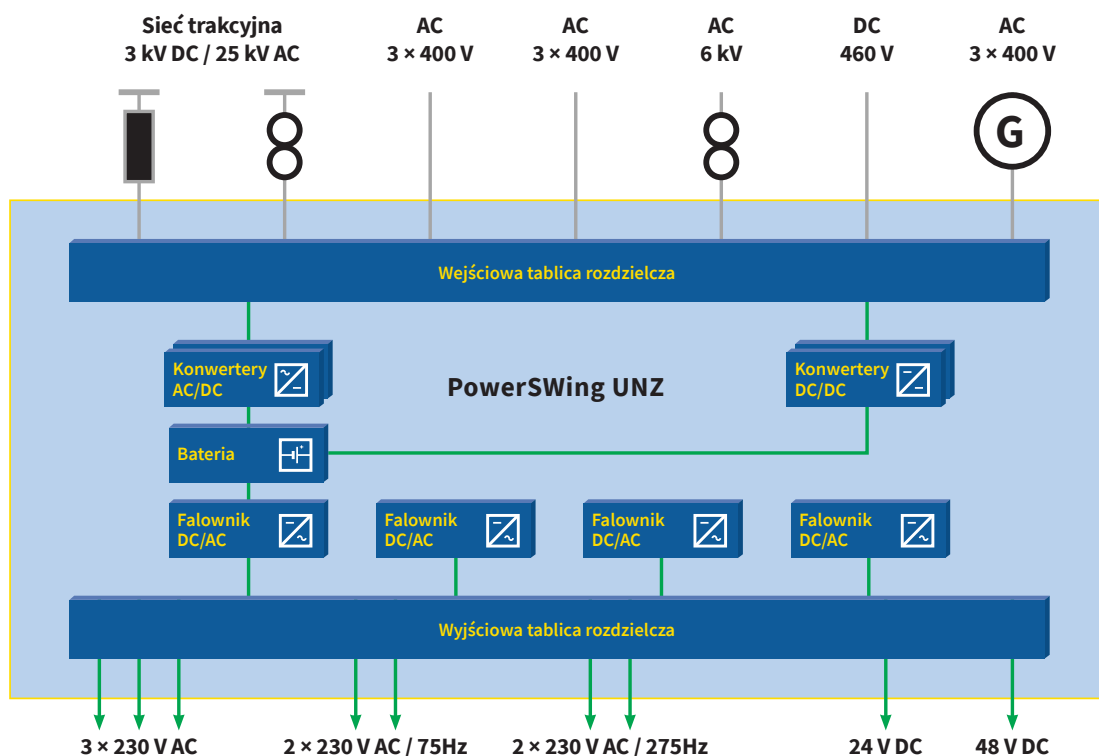 Sieć trakcyjna
3 kV DC / 25 kV AC
AC
3 × 400 V
AC
3 × 400 V
AC
6 kV
DC
460 V
AC
3 × 400 V
G
Wejściowa tablica rozdzielcza
Konwertery
AC/DC
PowerSWing UNZ
Konwertery
DC/DC
Bateria
Falownik
DC/AC
Falownik
DC/AC
Falownik
DC/AC
Falownik
DC/AC
Wyjściowa tablica rozdzielcza
3 × 230 V AC
2 × 230 V AC / 75Hz
2 × 230 V AC / 275Hz
24 V DC
48 V DC